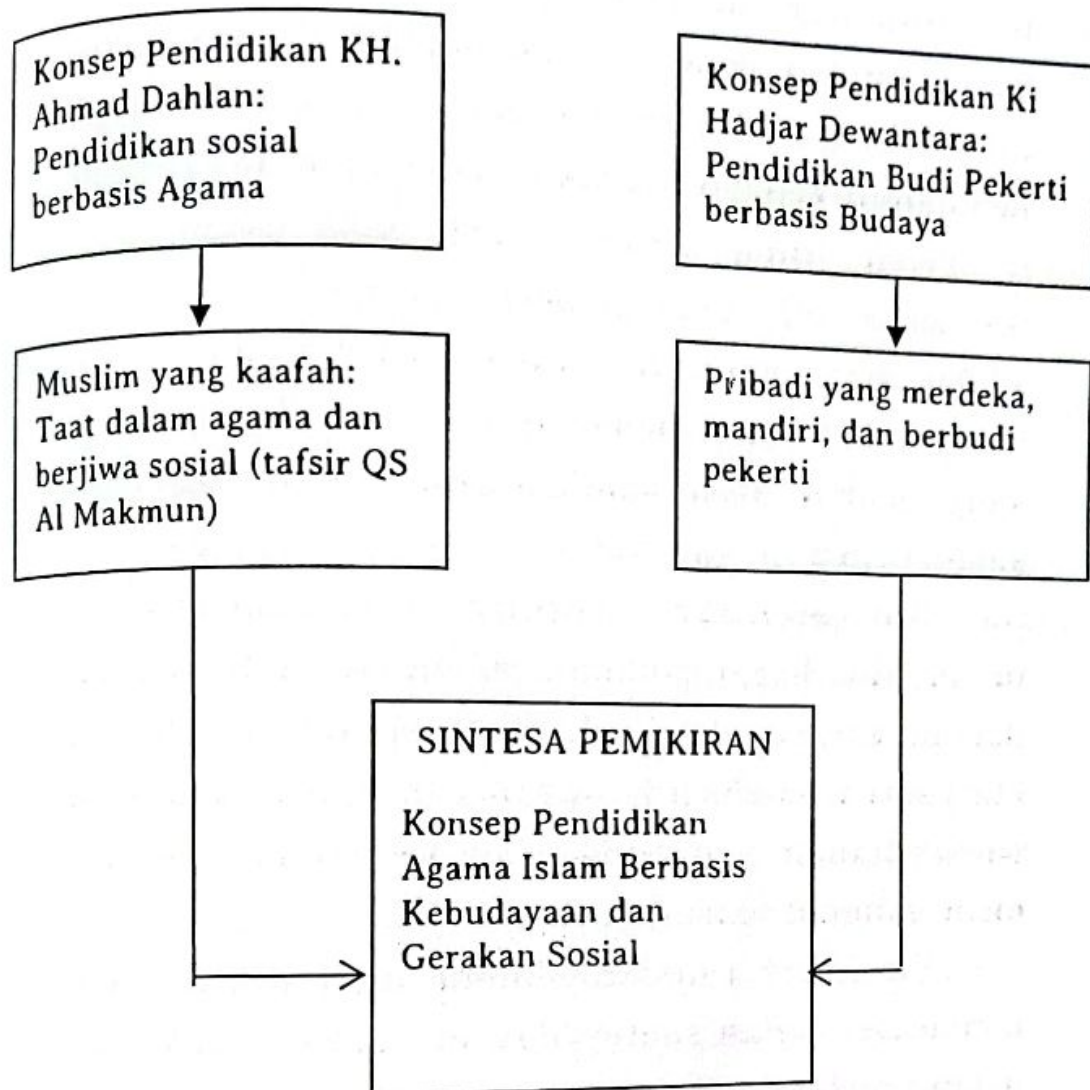 Konsep Pendidikan KH.
Ahmad Dahlan:
Pendidikan sosial
berbasis Agama
Konsep Pendidikan Ki
Hadjar Dewantara:
Pendidikan Budi Pekerti
berbasis Budaya
Muslim yang kaafah:
Taat dalam agama dan
berjiwa sosial (tafsir QS
Al Makmun)
Pribadi yang merdeka,
mandiri, dan berbudi
pekerti
SINTESA PEMIKIRAN
Konsep Pendidikan
Agama Islam Berbasis
Kebudayaan dan
Gerakan Sosial